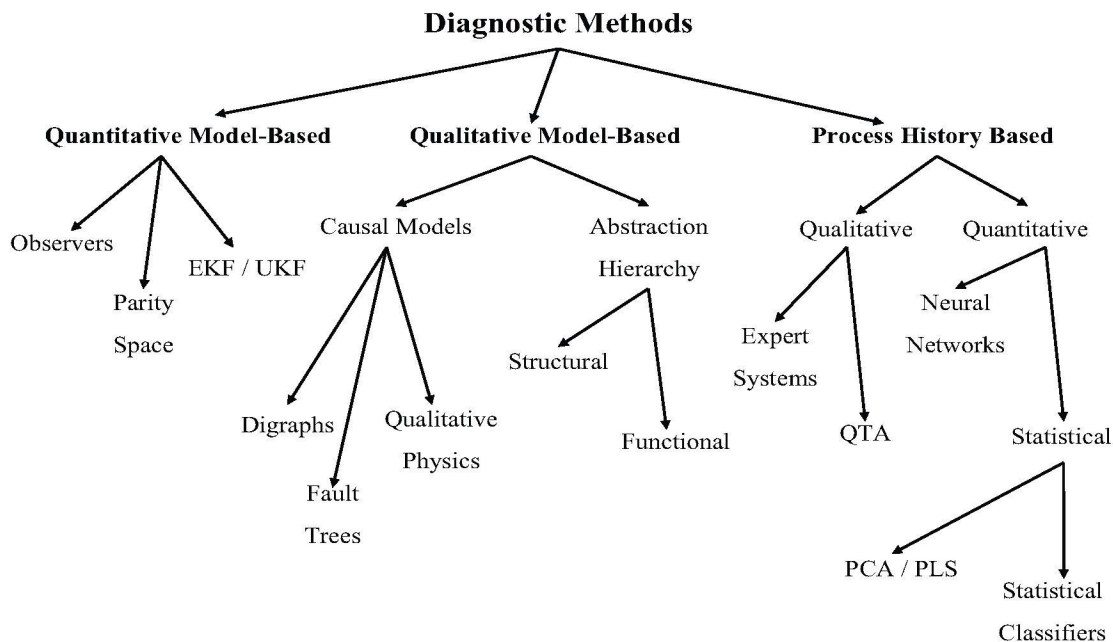 Diagnostic Methods
Quantitative Model-Based
Qualitative Model-Based
Process History Based
Observers
Parity
Space
EKF / UKF
Causal Models
Abstraction
Hierarchy
Digraphs
Fault
Trees
Qualitative
Physics
Structural
Functional
Qualitative
Quantitative
Expert
Systems
QTA
Neural
Networks
Statistical
PCA / PLS
Statistical
Classifiers